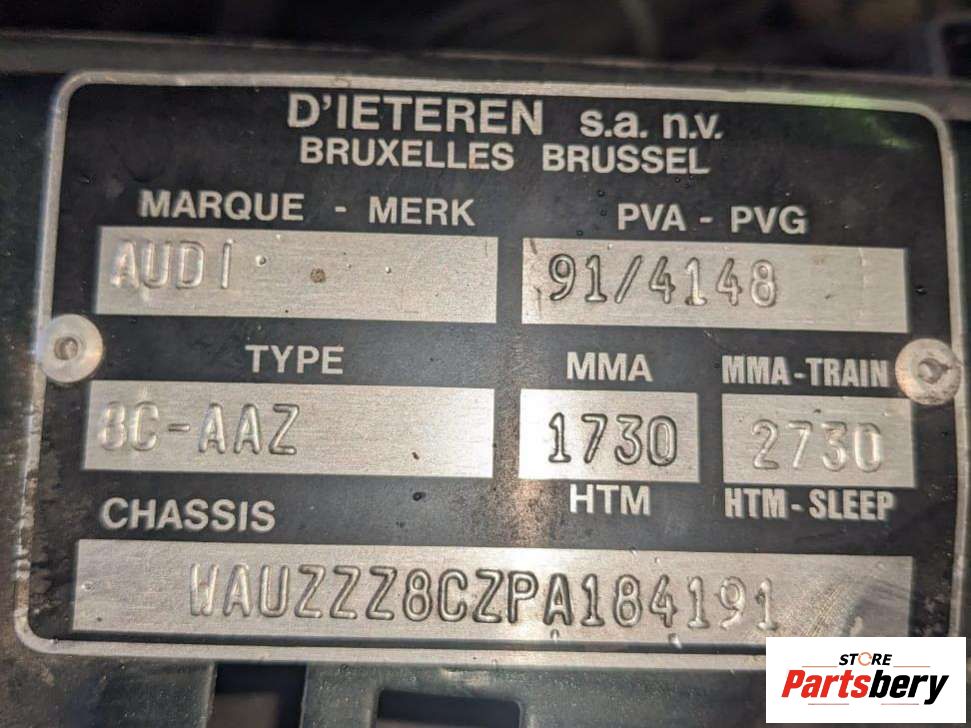 D'IETEREN s.a. n.v.
BRUXELLES BRUSSEL
MARQUE - MERK PVA - PVG
AUDI 91/4148
TYPE MMA MMA-TRAIN
8C-AAZ 1730 2730
HTM HTM-SLEEP
CHASSIS
WAUZZZ8CZPA184191
STORE
Partsbery